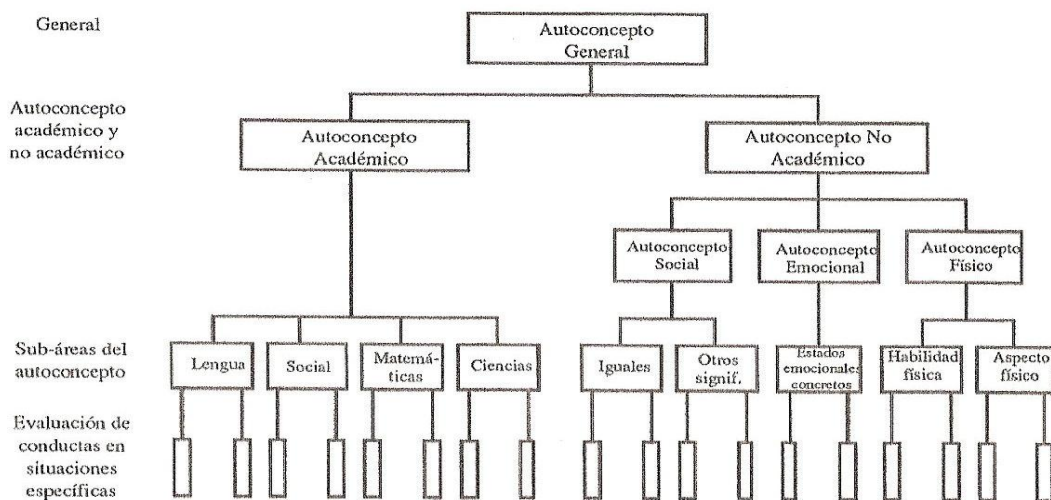 General
Autoconcepto
General
Autoconcepto
académico y
no académico
Autoconcepto
Académico
Autoconcepto No
Académico
Autoconcepto
Social
Autoconcepto
Emocional
Autoconcepto
Físico
Sub-áreas del
autoconcepto
Lengua
Social
Matemá-
ticas
Ciencias
Iguales
Otros
signif.
Estados
emocionales
concretos
Habilidad
física
Aspecto
físico
Evaluación de
conductas en
situaciones
específicas